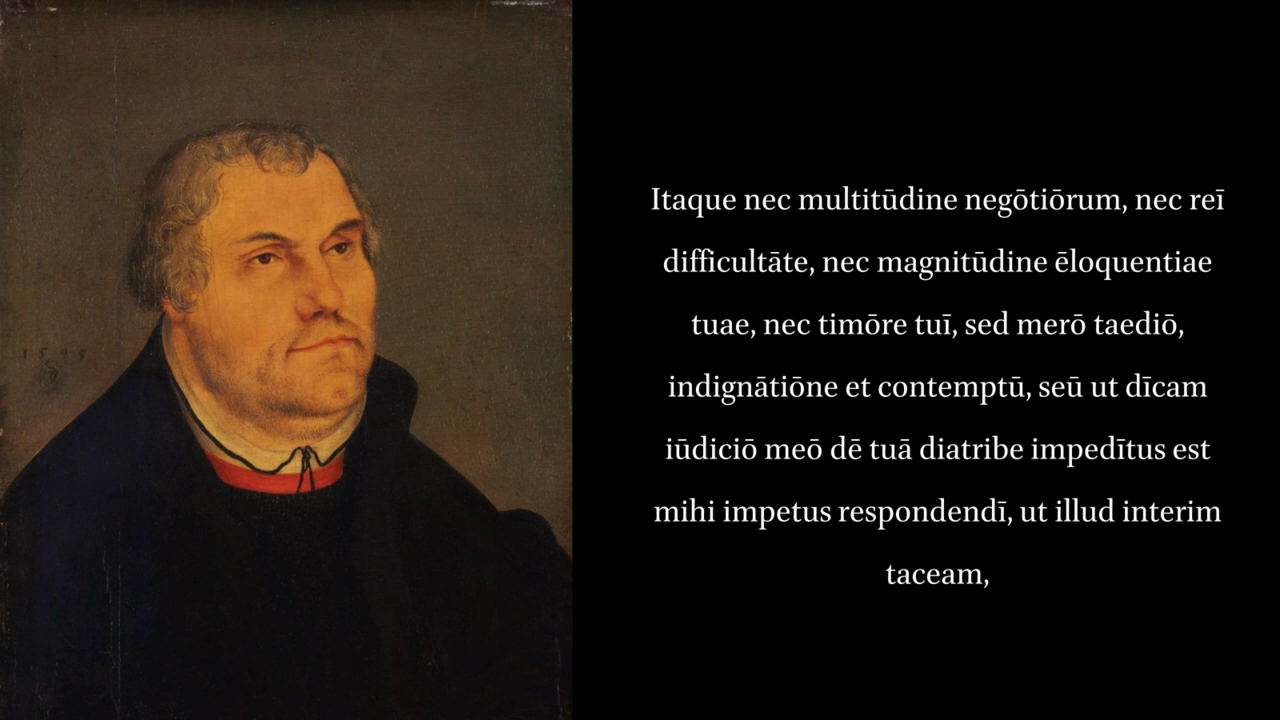 Itaque nec multitūdine negōtiōrum, nec reī
difficultāte, nec magnitūdine ēloquentiae
tuae, nec timōre tuī, sed merō taediō,
indignātiōne et contemptū, seū ut dīcam
iūdiciō meō dē tuā diatribe impedītus est
mihi impetus respondendī, ut illud interim
taceam,